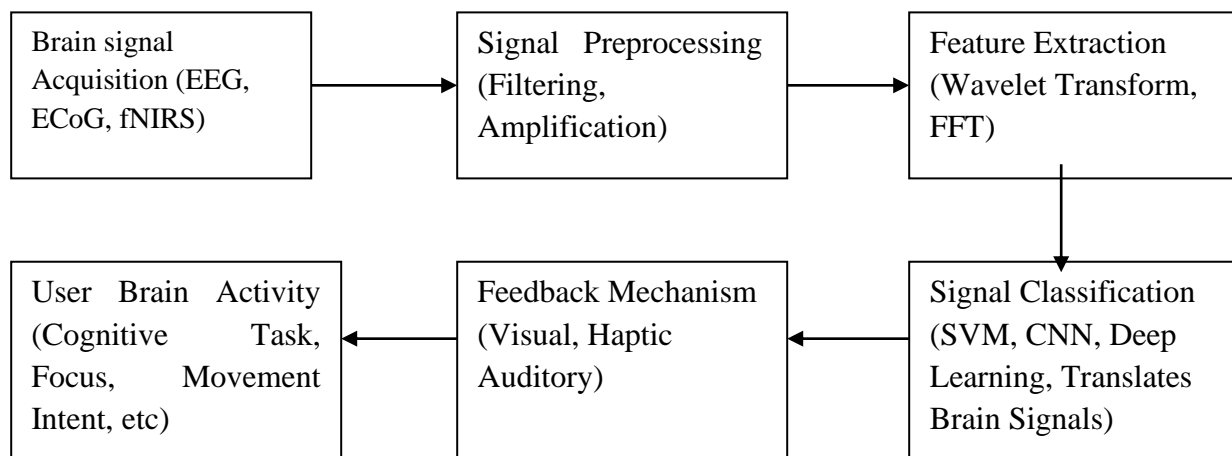 Brain signal
Acquisition (EEG,
ECoG, fNIRS)
Signal Preprocessing
(Filtering,
Amplification)
Feature Extraction
(Wavelet Transform,
FFT)
User Brain Activity
(Cognitive Task,
Focus, Movement
Intent, etc)
Feedback Mechanism
(Visual, Haptic
Auditory)
Signal Classification
(SVM, CNN, Deep
Learning, Translates
Brain Signals)